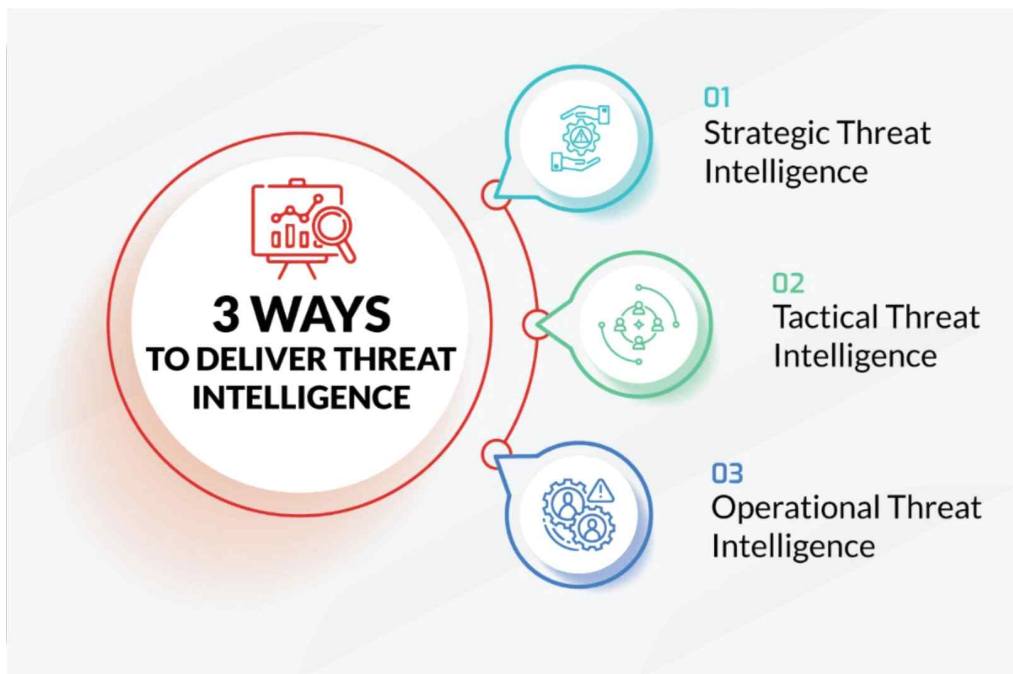 3 WAYS
TO DELIVER THREAT
INTELLIGENCE
01
Strategic Threat
Intelligence
02
Tactical Threat
Intelligence
03
Operational Threat
Intelligence